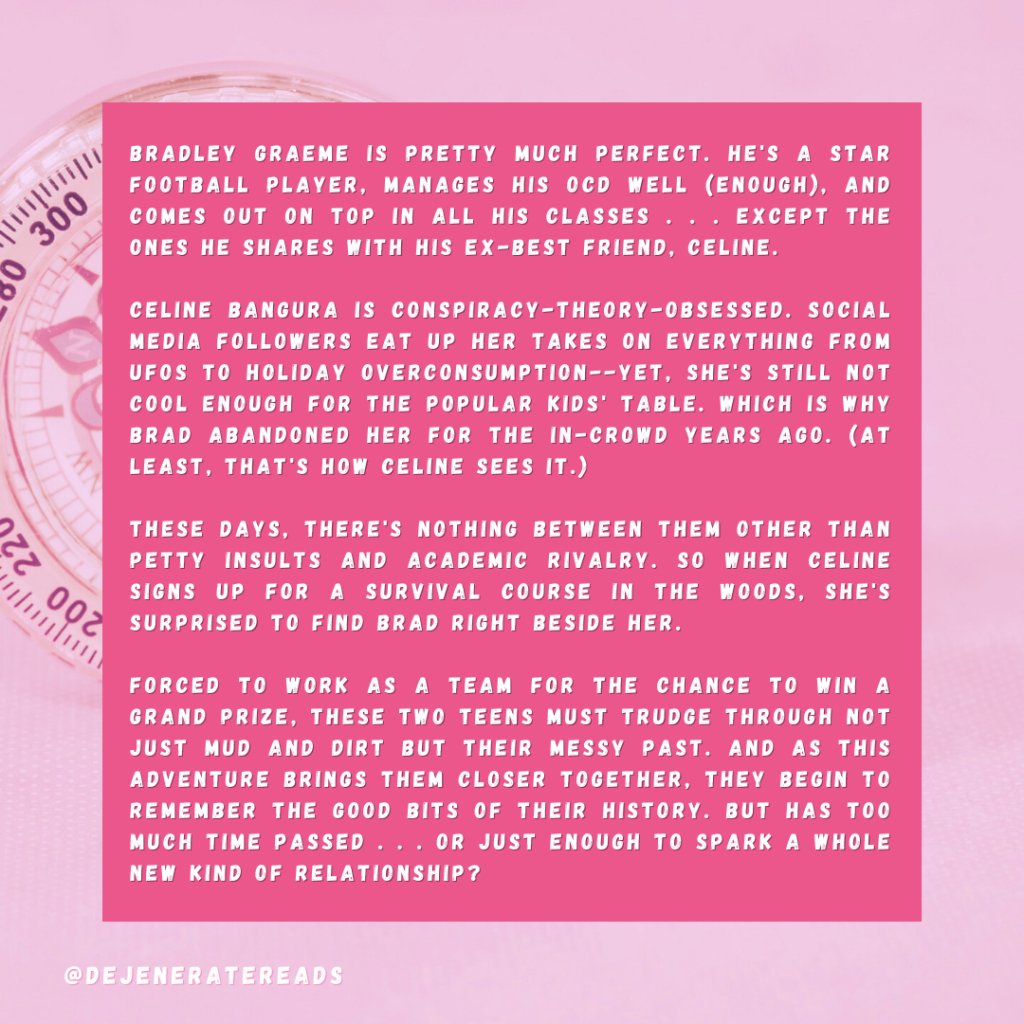 BRADLEY GRAEME IS PRETTY MUCH PERFECT. HE'S A STAR
FOOTBALL PLAYER, MANAGES HIS OCD WELL (ENOUGH), AND
COMES OUT ON TOP IN ALL HIS CLASSES . . . EXCEPT THE
ONES HE SHARES WITH HIS EX-BEST FRIEND, CELINE.
CELINE BANGURA IS CONSPIRACY-THEORY-OBSESSED. SOCIAL
MEDIA FOLLOWERS EAT UP HER TAKES ON EVERYTHING FROM
UFOS TO HOLIDAY OVERCONSUMPTION--YET, SHE'S STILL NOT
COOL ENOUGH FOR THE POPULAR KIDS' TABLE. WHICH IS WHY
BRAD ABANDONED HER FOR THE IN-CROWD YEARS AGO. (AT
LEAST, THAT'S HOW CELINE SEES IT.)
THESE DAYS, THERE'S NOTHING BETWEEN THEM OTHER THAN
PETTY INSULTS AND ACADEMIC RIVALRY. SO WHEN CELINE
SIGNS UP FOR A SURVIVAL COURSE IN THE WOODS, SHE'S
SURPRISED TO FIND BRAD RIGHT BESIDE HER.
FORCED TO WORK AS A TEAM FOR THE CHANCE TO WIN A
GRAND PRIZE, THESE TWO TEENS MUST TRUDGE THROUGH NOT
JUST MUD AND DIRT BUT THEIR MESSY PAST. AND AS THIS
ADVENTURE BRINGS THEM CLOSER TOGETHER, THEY BEGIN TO
REMEMBER THE GOOD BITS OF THEIR HISTORY. BUT HAS TOO
MUCH TIME PASSED . . . OR JUST ENOUGH TO SPARK A WHOLE
NEW KIND OF RELATIONSHIP?
300
280
N
W
220
200
@DEJENERATEREADS